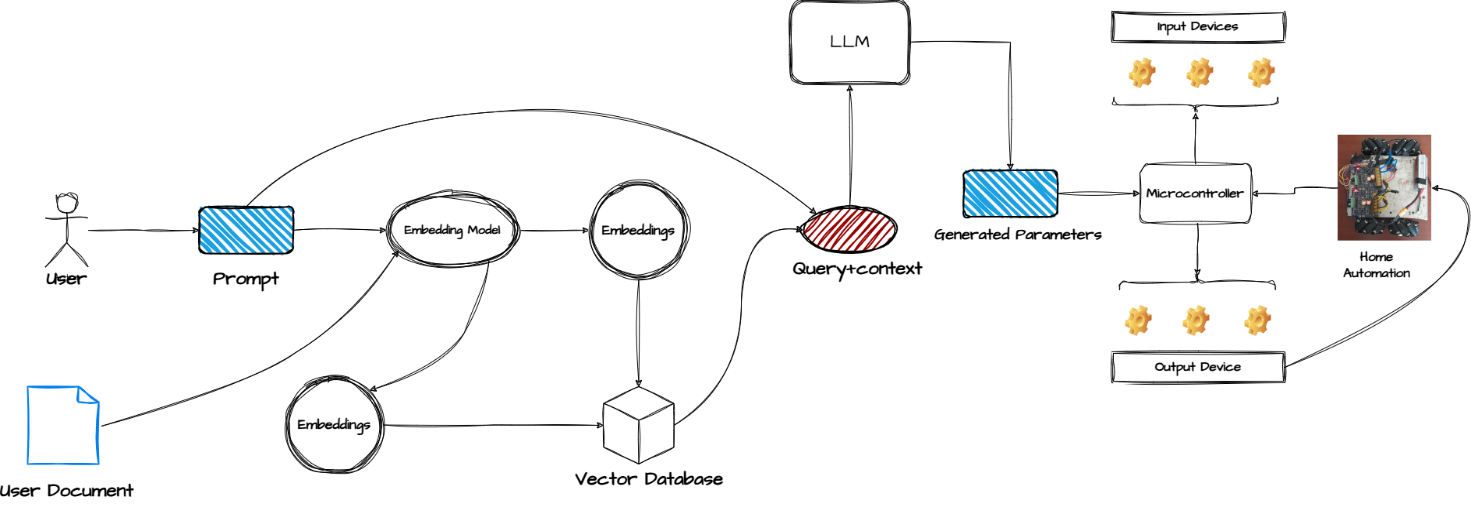 LLM
Input Devices
User
Prompt
Embedding Model
Embeddings
Query+context
Generated Parameters
Microcontroller
Home
Automation
Output Device
User Document
Embeddings
Vector Database